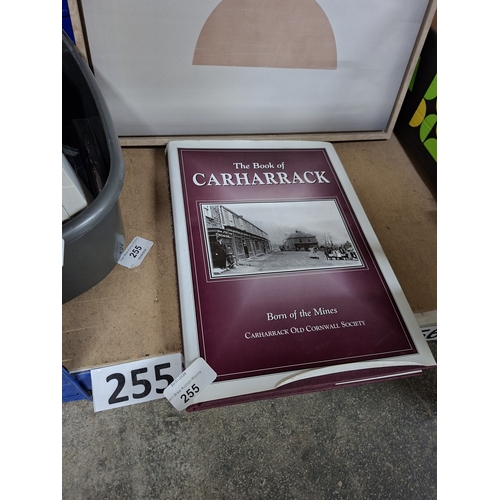 The Book of
CARHARRACK
Born of the Mines
CARHARRACK OLD CORNWALL SOCIETY
255
255
255